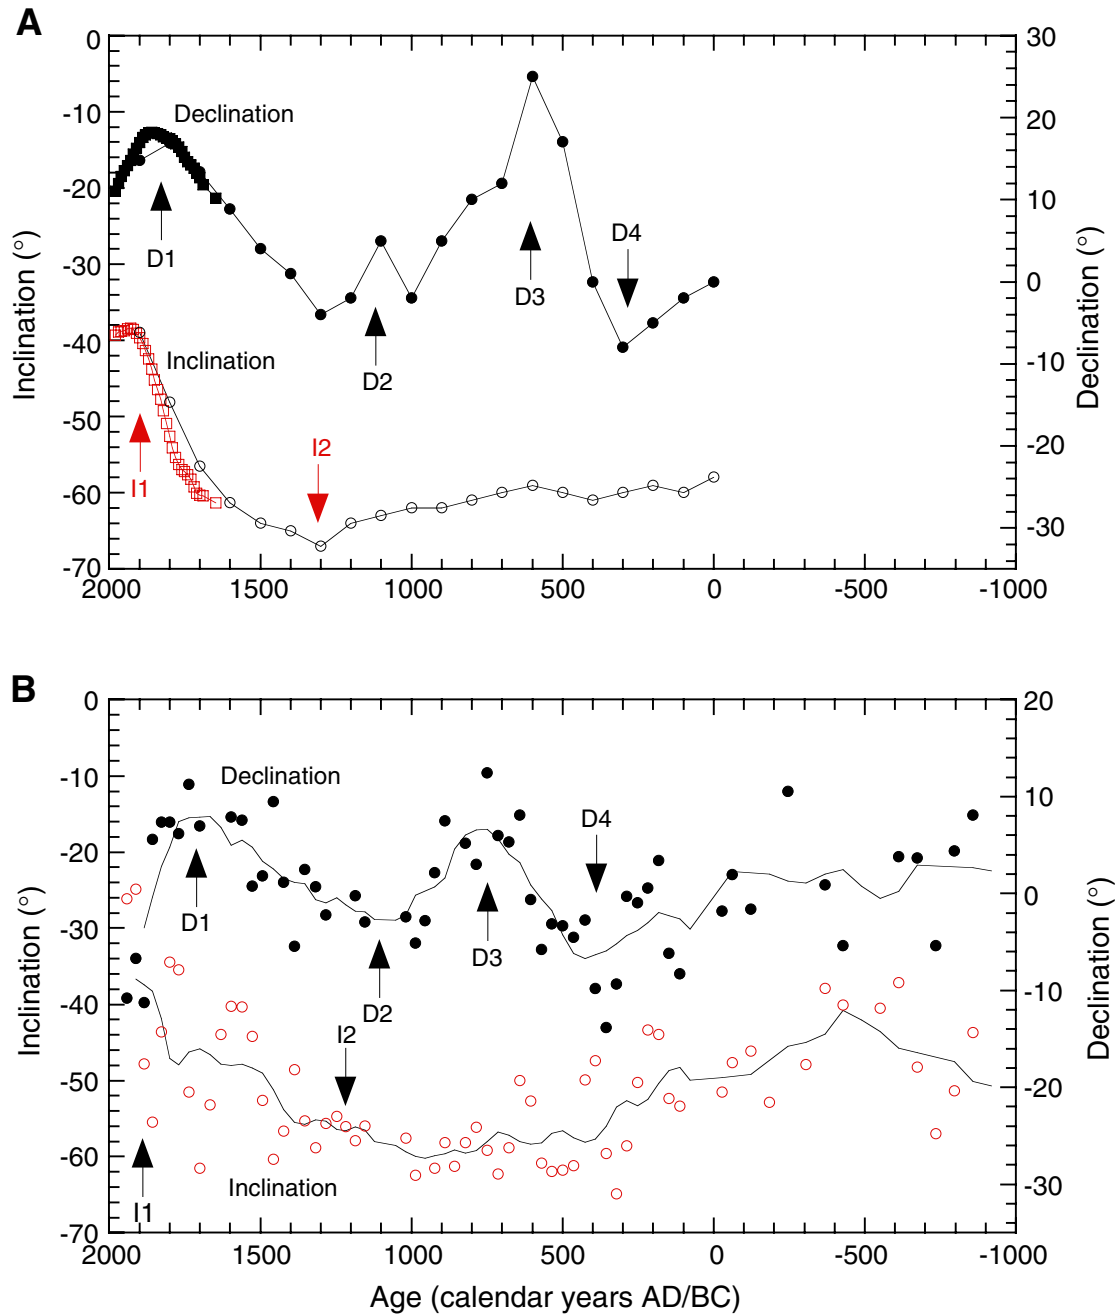 A
0
30
-10
Declination
20
-20
10
D1
D4
-30
0
D3
Inclination (°)
Declination (°)
-40
Inclination
D2
-10
-50
I2
-20
I1
-60
-30
-70
2000 1500 1000 500 0 -500 -1000
B
0
20
-10
Declination
10
-20
D4
D1
0
-30
D3
D2
Inclination (°)
Declination (°)
-40
I2
-10
-50
-20
-60
Inclination
-30
I1
-70
2000 1500 1000 500 0 -500 -1000
Age (calendar years AD/BC)